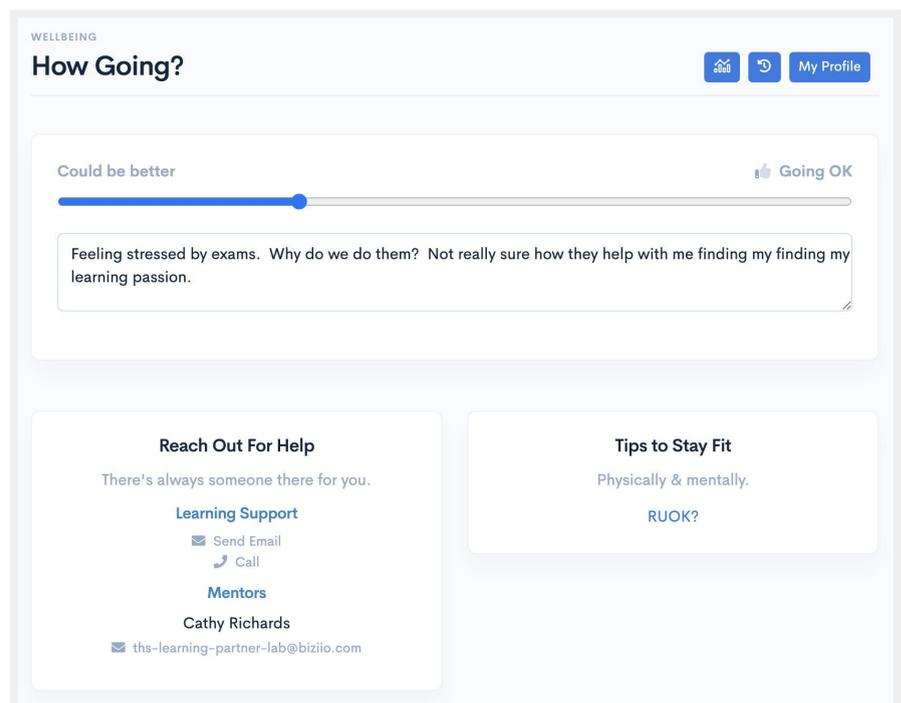 WELLBEING
How Going?
My Profile
Could be better
Going OK
Feeling stressed by exams.  Why do we do them?  Not really sure how they help with me finding my finding my
learning passion.
Reach Out For Help
There's always someone there for you.
Learning Support
Send Email
Call
Mentors
Cathy Richards
ths-learning-partner-lab@biziio.com
Tips to Stay Fit
Physically & mentally.
RUOK?